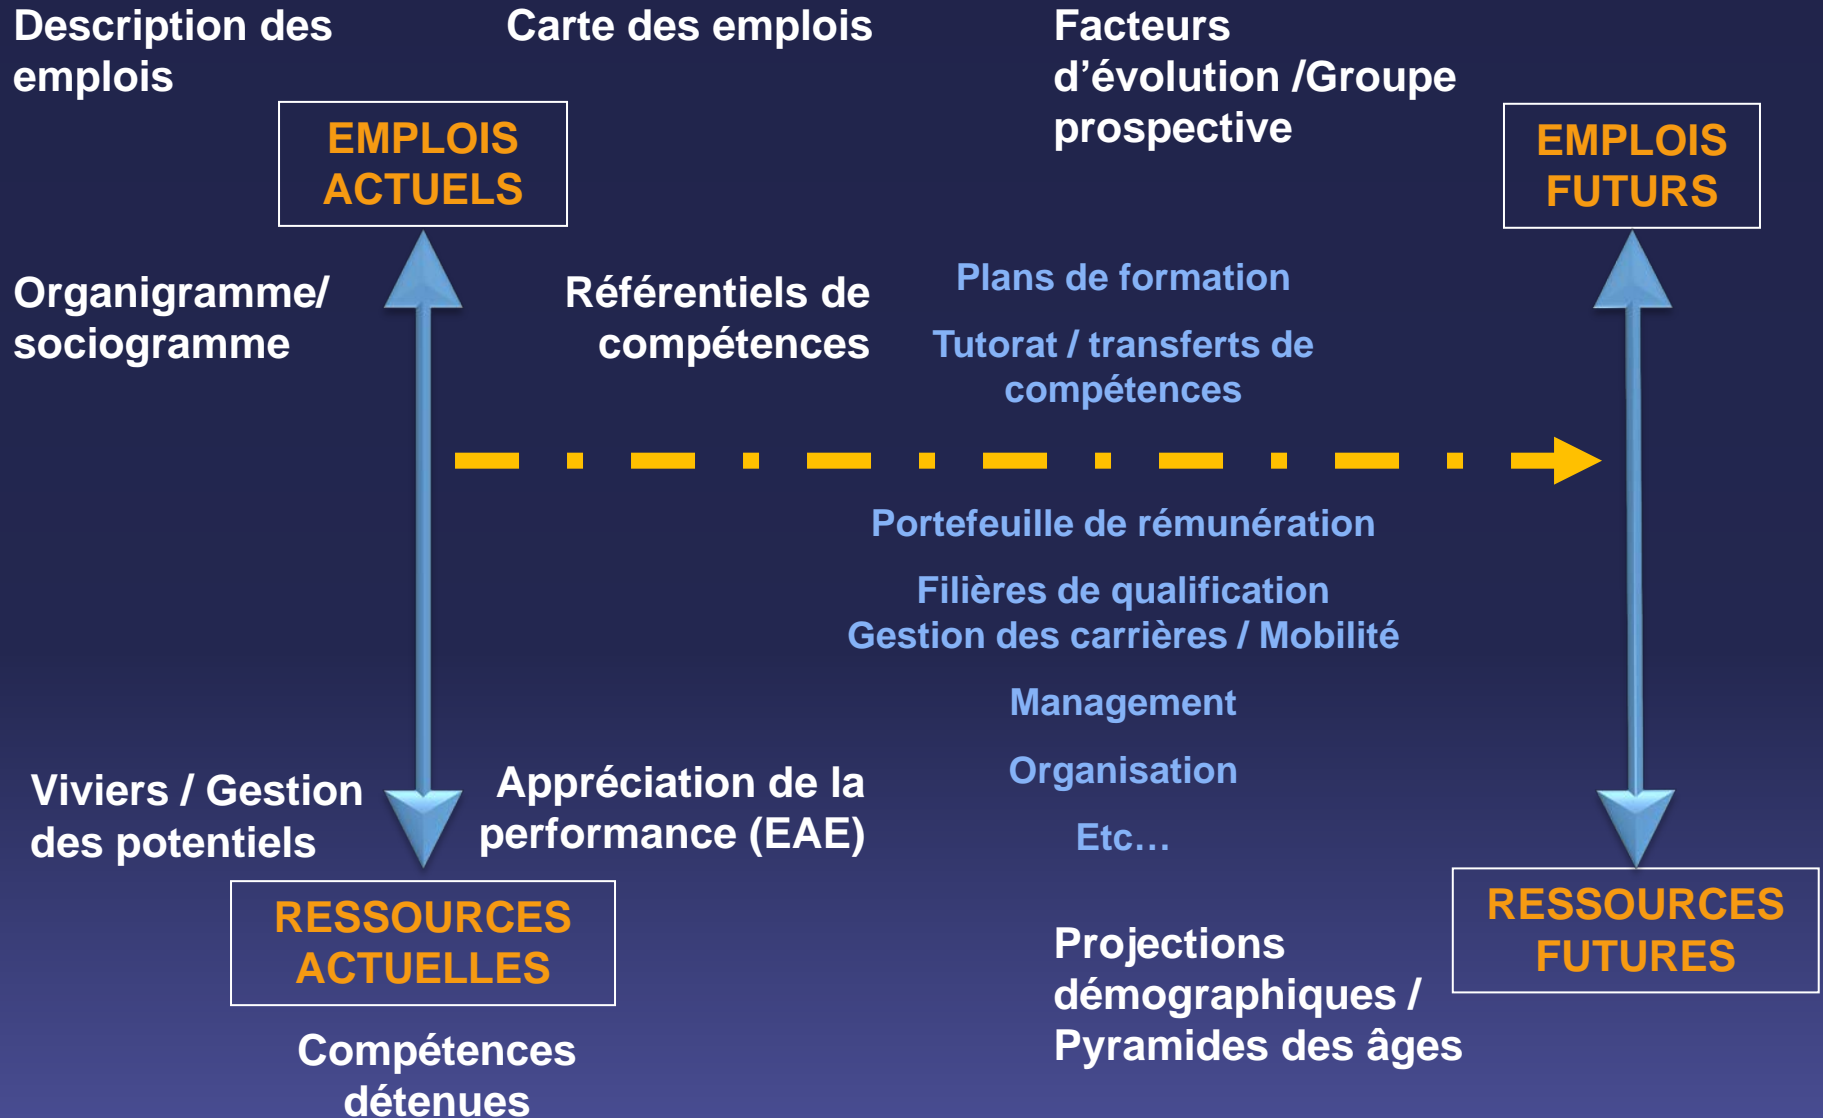 Description des
emplois
Carte des emplois
Facteurs
d’évolution /Groupe
prospective
EMPLOIS
ACTUELS
EMPLOIS
FUTURS
Organigramme/
sociogramme
Référentiels de
compétences
Plans de formation
Tutorat / transferts de
compétences
Portefeuille de rémunération
Filières de qualification
Gestion des carrières / Mobilité
Management
Organisation
Etc…
Viviers / Gestion
des potentiels
Appréciation de la
performance (EAE)
RESSOURCES
ACTUELLES
RESSOURCES
FUTURES
Projections
démographiques /
Pyramides des âges
Compétences
détenues